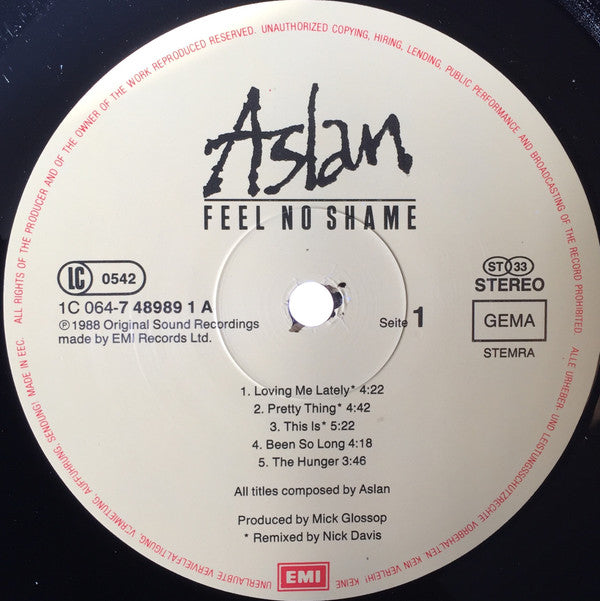 ALL RIGHTS OF THE PRODUCER AND OF THE OWNER OF THE WORK REPRODUCED RESERVED. UNAUTHORIZED COPYING, HIRING, LENDING, PUBLIC PERFORMANCE AND BROADCASTING OF THE RECORD PROHIBITED.
Aslan
FEEL NO SHAME
LC 0542
1C 064-7 48989 1 A
℗ 1988 Original Sound Recordings
made by EMI Records Ltd.
Seite 1
ST 33
STEREO
GEMA
STEMRA
1. Loving Me Lately* 4:22
2. Pretty Thing* 4:42
3. This Is* 5:22
4. Been So Long 4:18
5. The Hunger 3:46
All titles composed by Aslan
Produced by Mick Glossop
* Remixed by Nick Davis
EMI
ALLE URHEBER- UND LEISTUNGSSCHUTZRECHTE VORBEHALTEN. KEIN VERLEIH! KEINE
UNERLAUBTE VERVIELFÄLTIGUNG, VERMIETUNG, AUFFÜHRUNG, SENDUNG! MADE IN EEC.